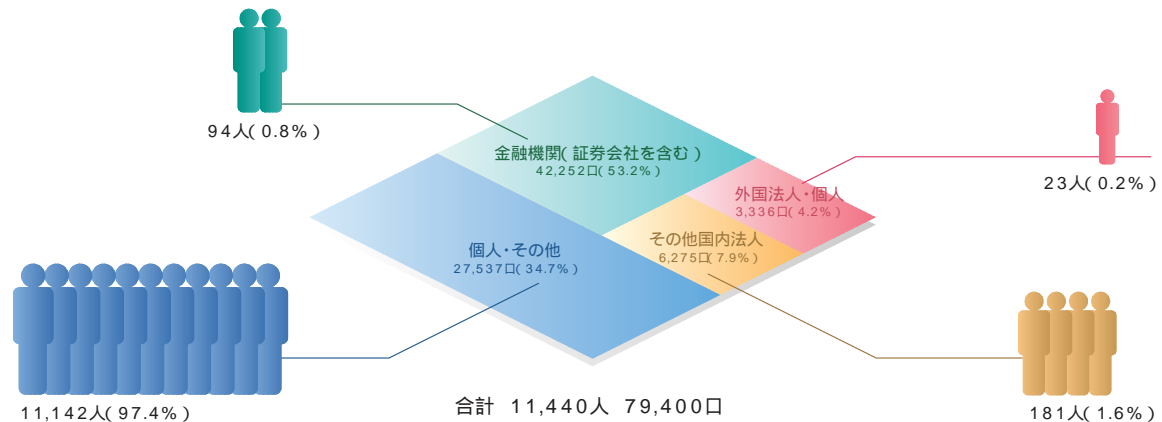 94人(0.8%)
金融機関(証券会社を含む)
42,252口(53.2%)
外国法人・個人
3,336口(4.2%)
23人(0.2%)
その他国内法人
6,275口(7.9%)
個人・その他
27,537口(34.7%)
11,142人(97.4%)
合計 11,440人 79,400口
181人(1.6%)